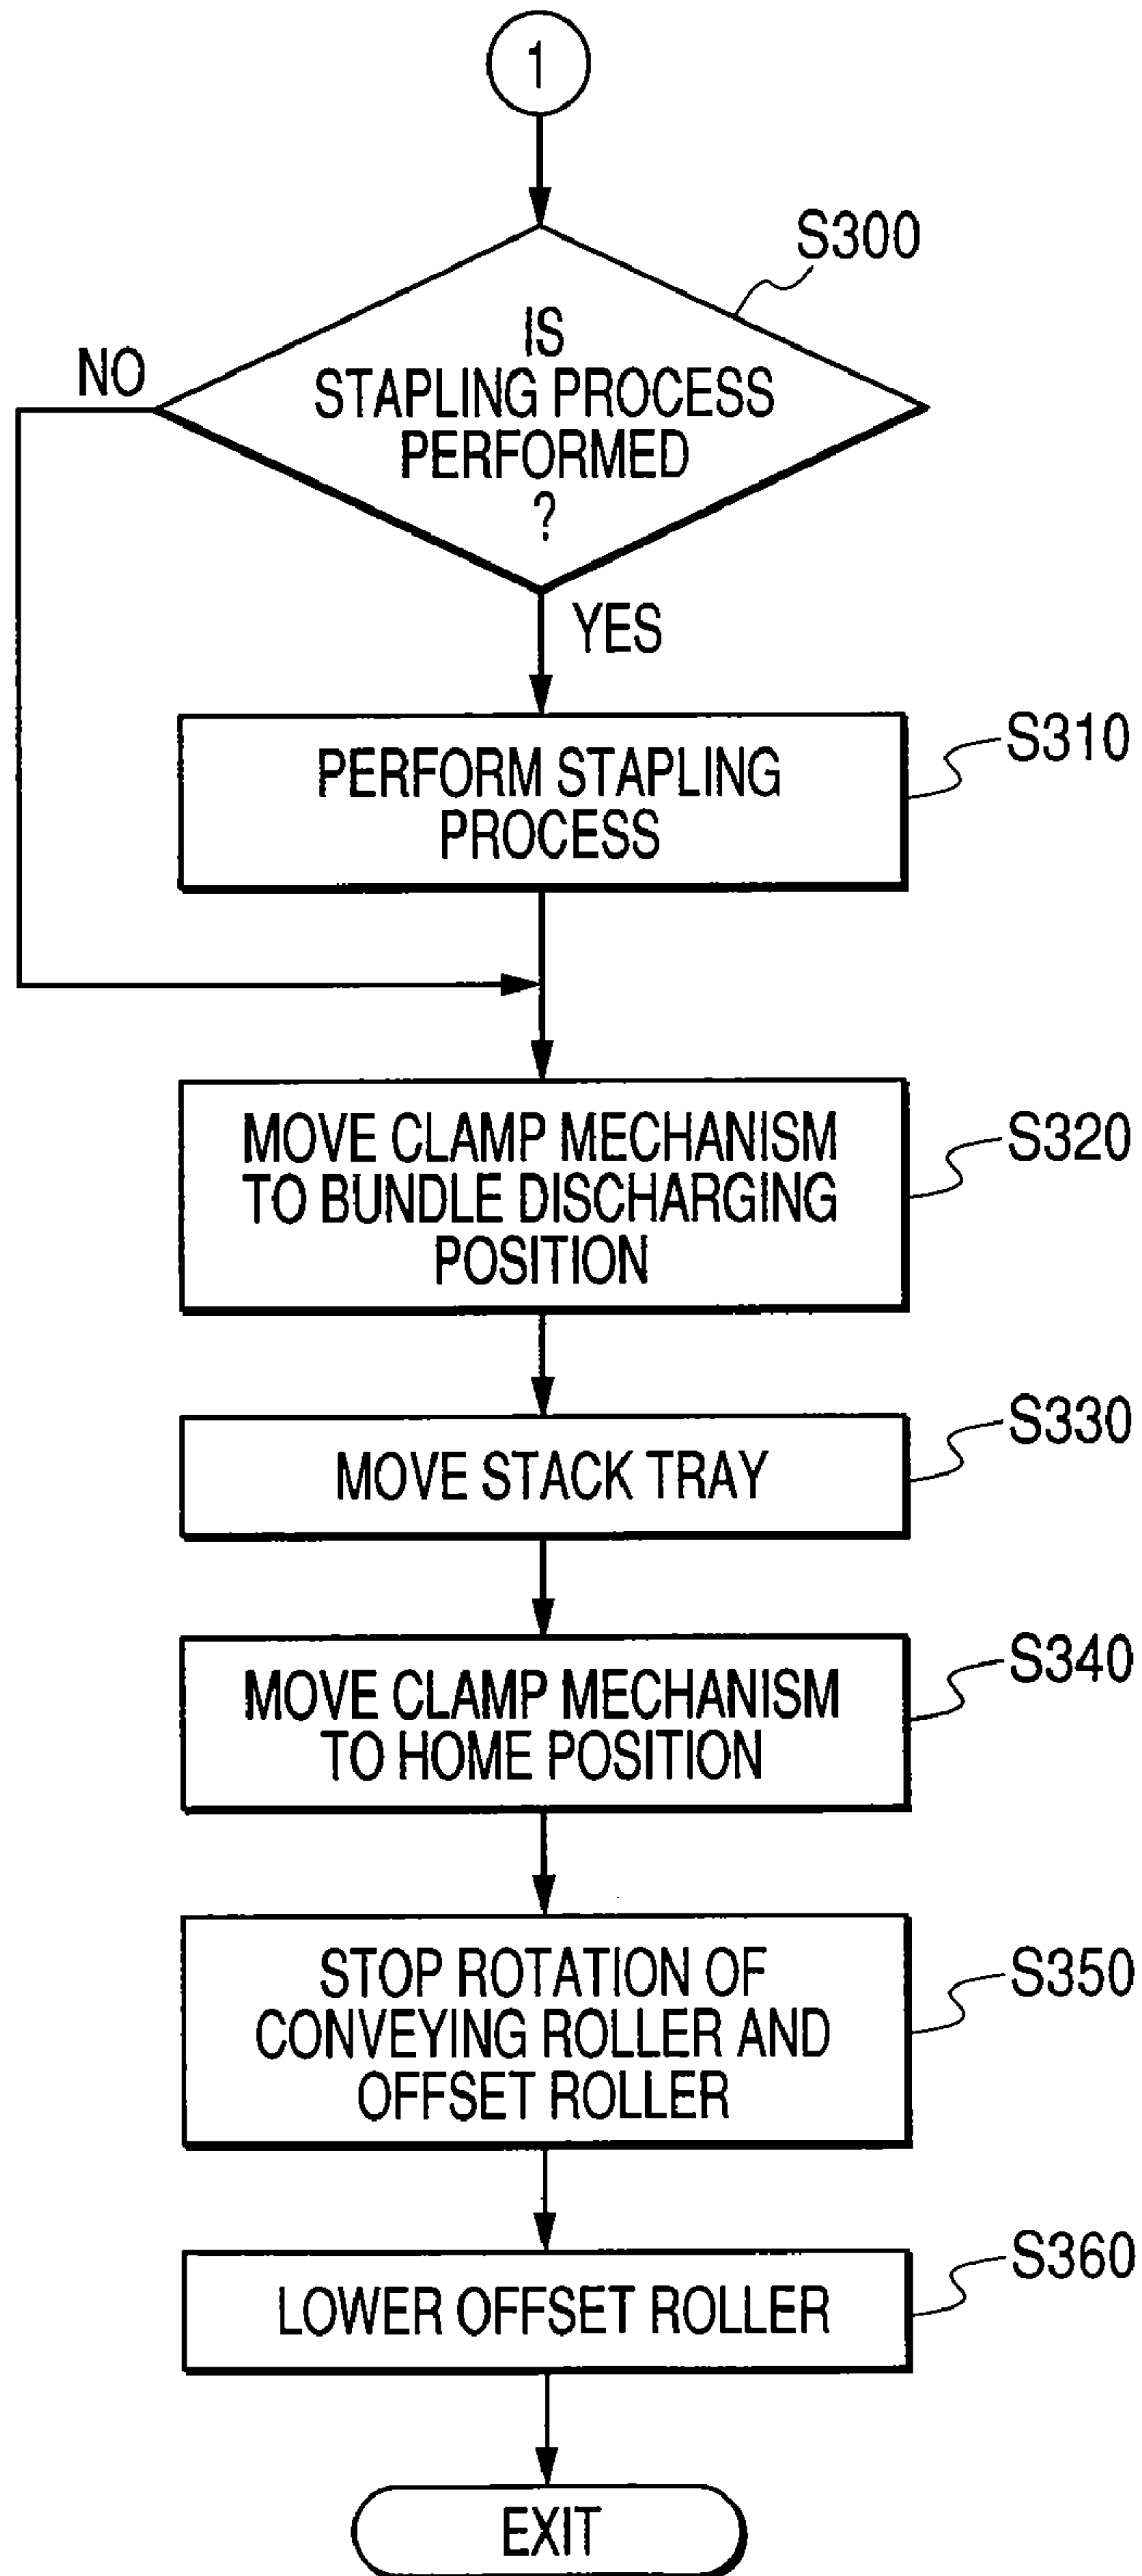 1
S300
IS
STAPLING PROCESS
PERFORMED
?
NO
YES
S310
PERFORM STAPLING
PROCESS
S320
MOVE CLAMP MECHANISM
TO BUNDLE DISCHARGING
POSITION
S330
MOVE STACK TRAY
S340
MOVE CLAMP MECHANISM
TO HOME POSITION
S350
STOP ROTATION OF
CONVEYING ROLLER AND
OFFSET ROLLER
S360
LOWER OFFSET ROLLER
EXIT